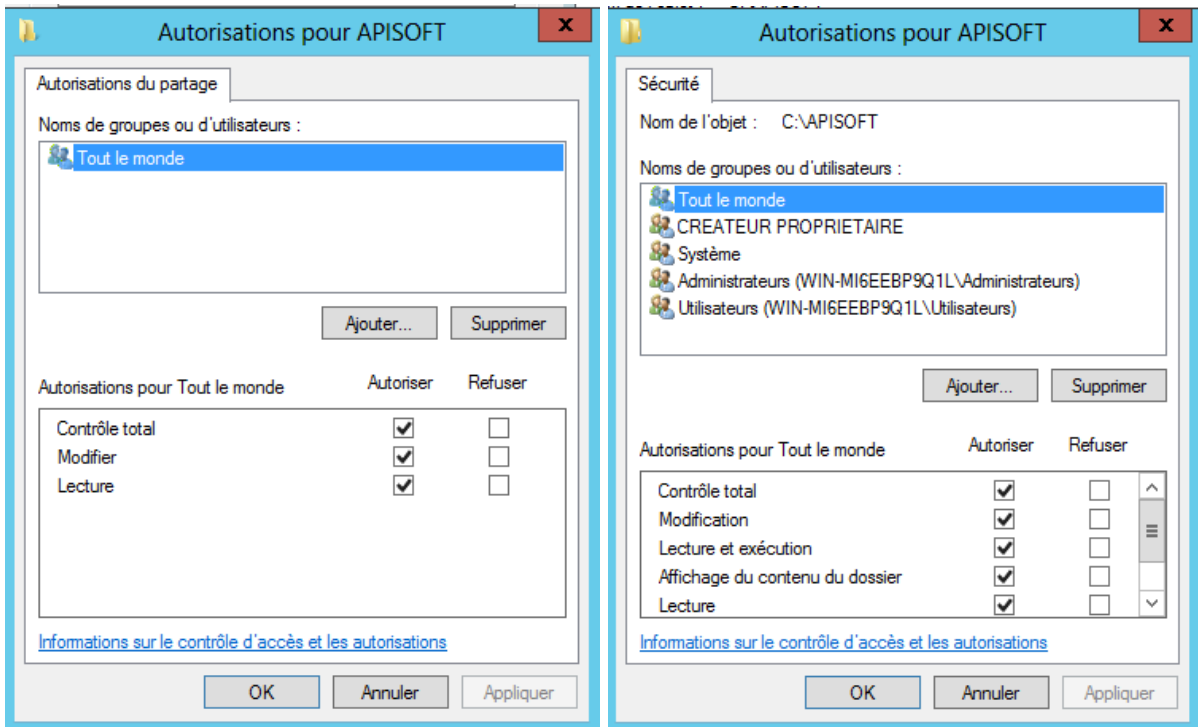 Autorisations pour APISOFT
x
Autorisations du partage
Noms de groupes ou d'utilisateurs :
Tout le monde
Ajouter...
Supprimer
Autorisations pour Tout le monde
Autoriser
Refuser
Contrôle total
Modifier
Lecture
Informations sur le contrôle d'accès et les autorisations
OK
Annuler
Appliquer
Autorisations pour APISOFT
x
Sécurité
Nom de l'objet : C:\APISOFT
Noms de groupes ou d'utilisateurs :
Tout le monde
CREATEUR PROPRIETAIRE
Système
Administrateurs (WIN-MI6EEBP9Q1L\Administrateurs)
Utilisateurs (WIN-MI6EEBP9Q1L\Utilisateurs)
Ajouter...
Supprimer
Autorisations pour Tout le monde
Autoriser
Refuser
Contrôle total
Modification
Lecture et exécution
Affichage du contenu du dossier
Lecture
Informations sur le contrôle d'accès et les autorisations
OK
Annuler
Appliquer